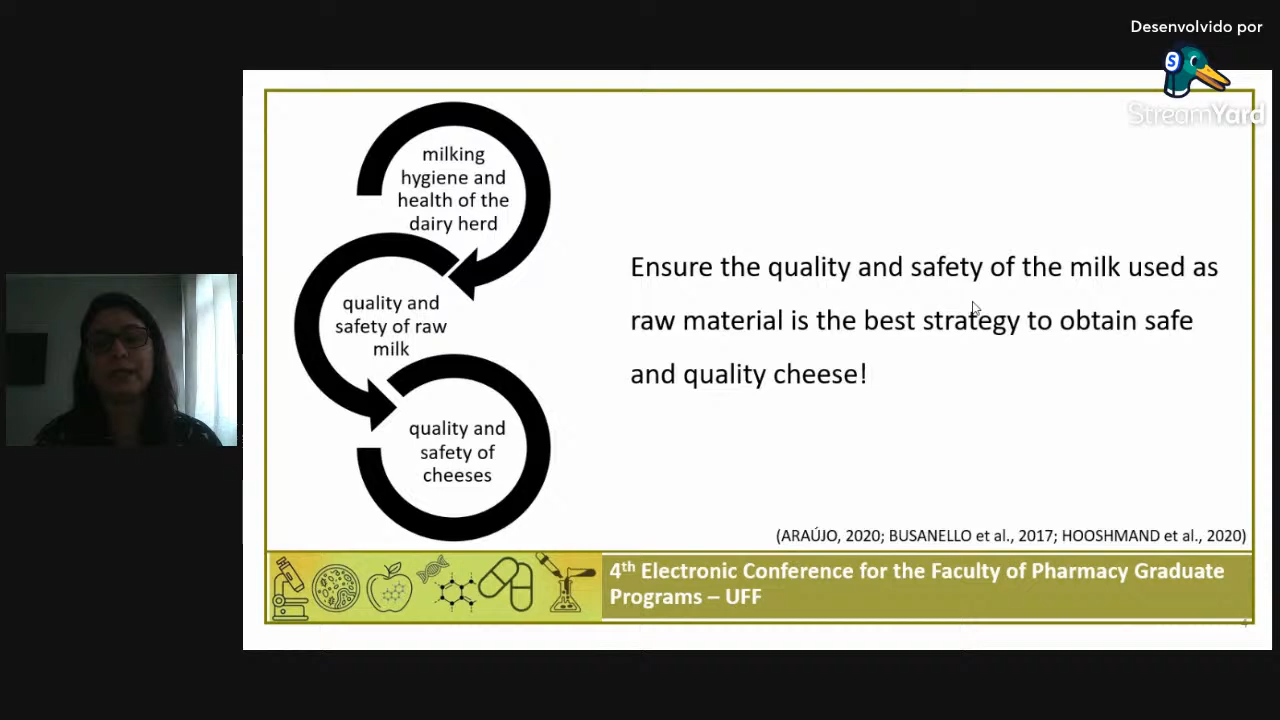 Desenvolvido por
S
StreamYard
milking
hygiene and
health of the
dairy herd
quality and
safety of raw
milk
quality and
safety of
cheeses
Ensure the quality and safety of the milk used as
raw material is the best strategy to obtain safe
and quality cheese!
(ARAÚJO, 2020; BUSANELLO et al., 2017; HOOSHMAND et al., 2020)
4th Electronic Conference for the Faculty of Pharmacy Graduate
Programs – UFF